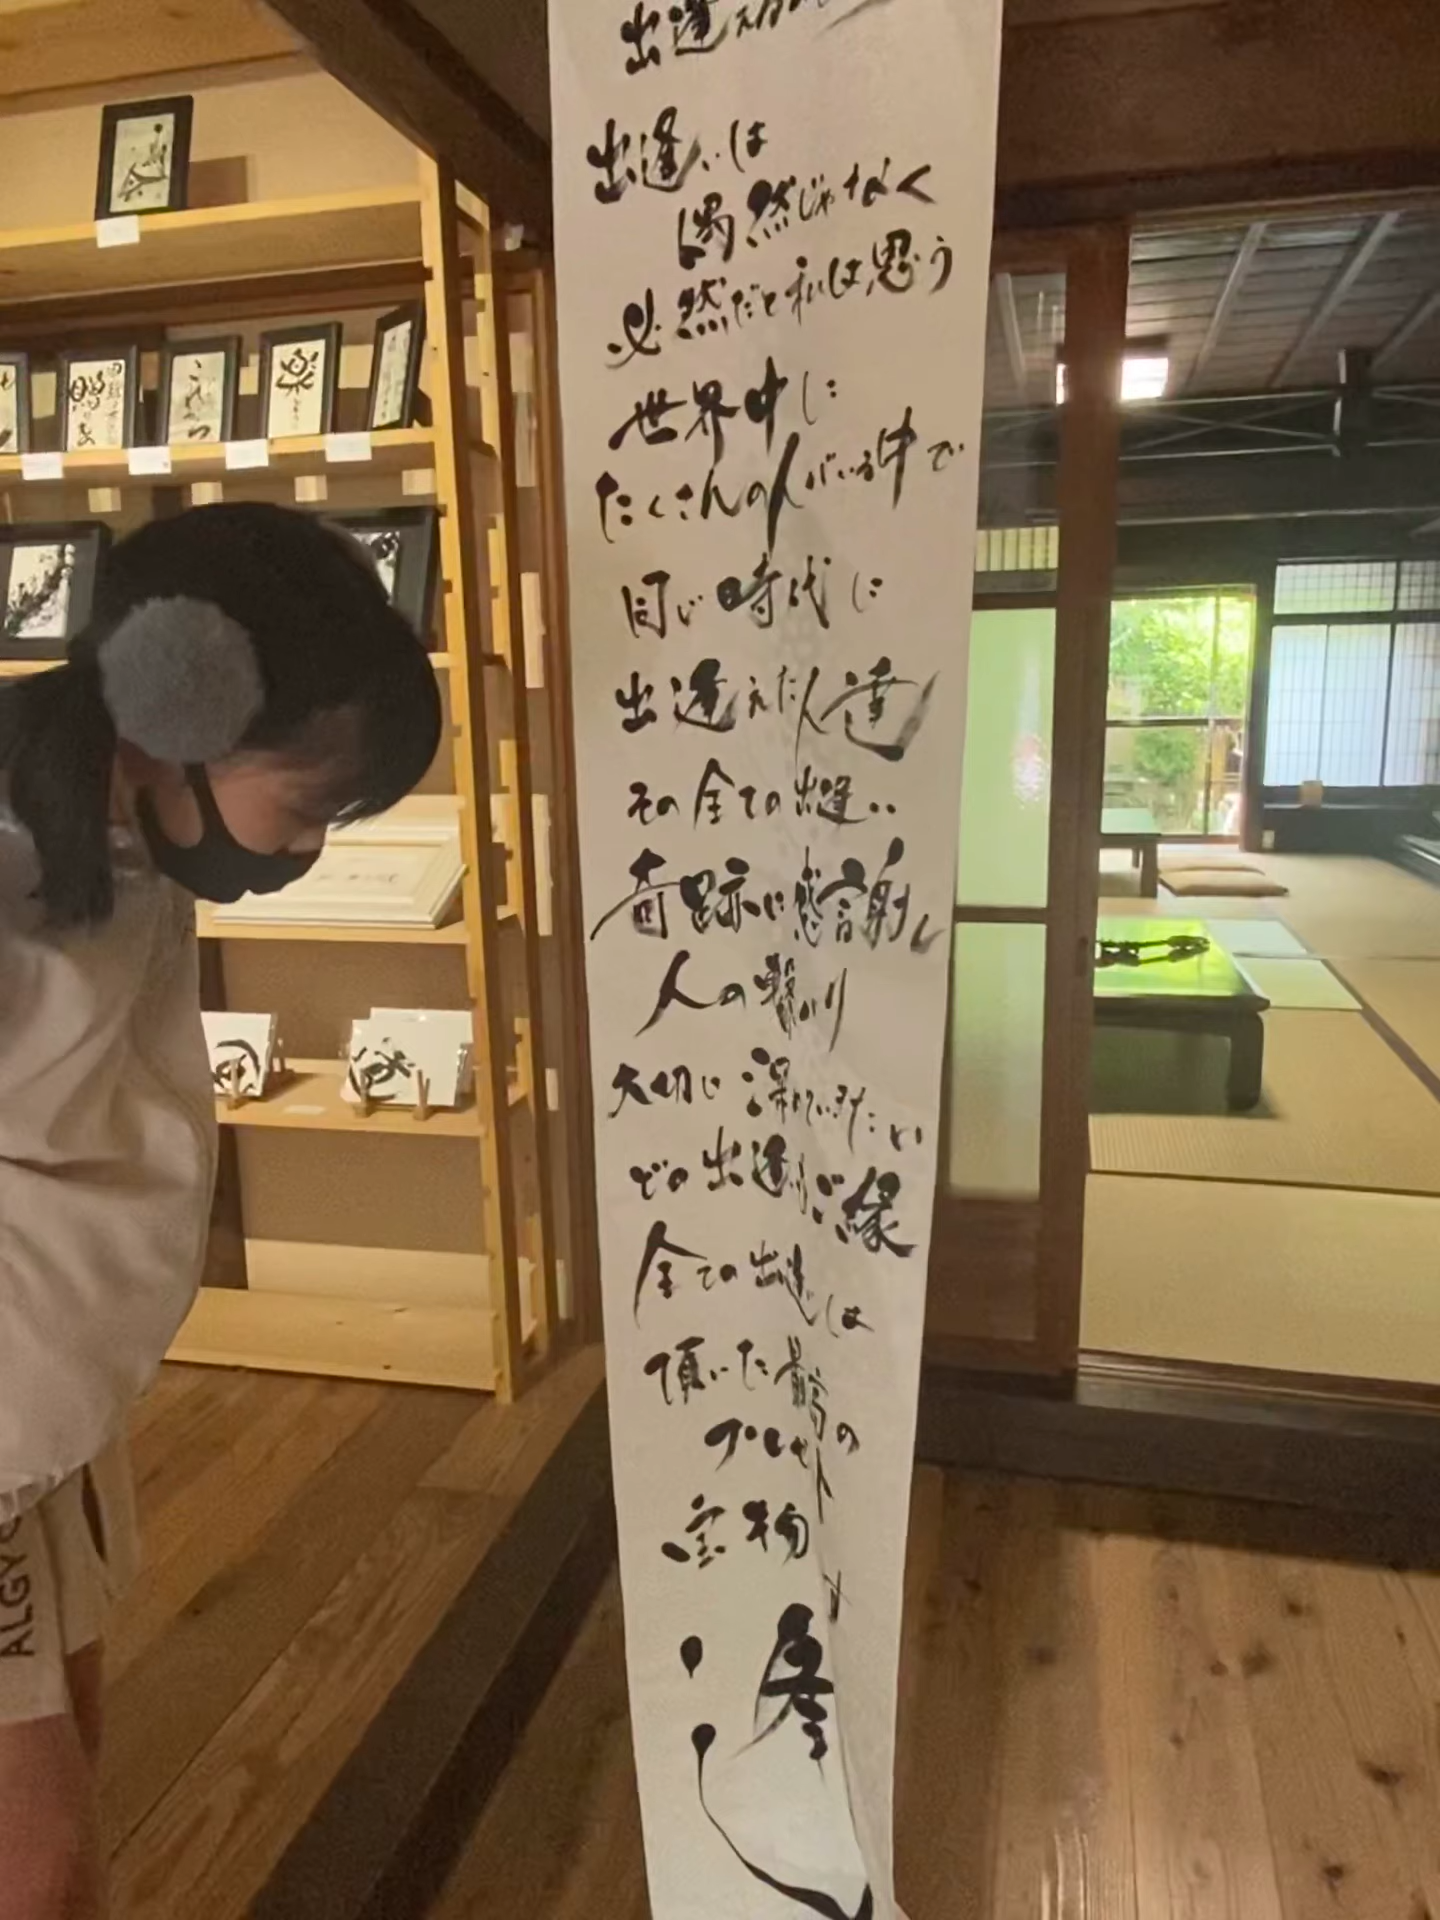 出逢える
出逢いは
偶然じゃなく
必然だと私は思う
世界中に
たくさんの人がいる中で
同じ時代に
出逢えた人達
その全ての出逢い
奇跡に感謝し
人の繋がり
大切に深めていきたい
どの出逢いもご縁
全ての出逢いは
頂いた最高の
プレゼント
宝物
ALGY